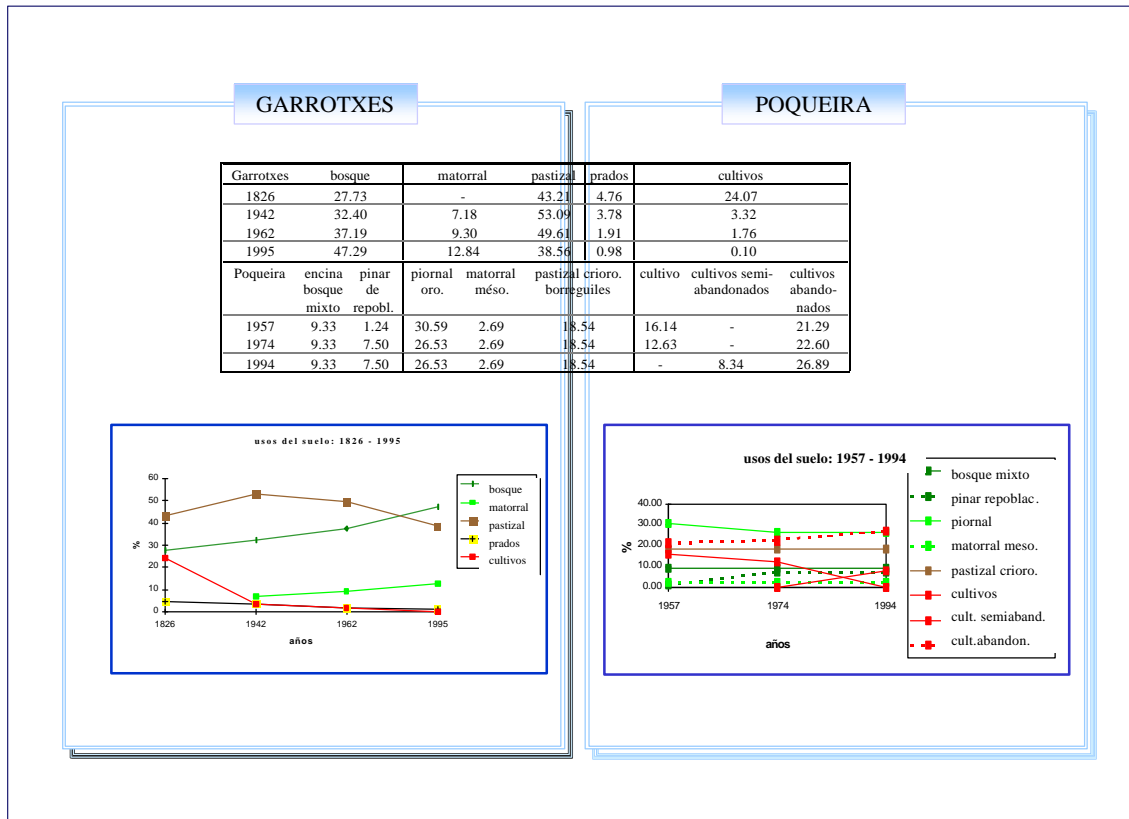 GARROTXES
POQUEIRA
Garrotxes bosque matorral pastizal prados cultivos
1826 27.73 - 43.21 4.76 24.07
1942 32.40 7.18 53.09 3.78 3.32
1962 37.19 9.30 49.61 1.91 1.76
1995 47.29 12.84 38.56 0.98 0.10
Poqueira encina pinar piornal matorral pastizal crioro. cultivo cultivos semi- cultivos
bosque de oro. méso. borreguiles abandonados abando-
mixto repobl. nados
1957 9.33 1.24 30.59 2.69 18.54 16.14 - 21.29
1974 9.33 7.50 26.53 2.69 18.54 12.63 - 22.60
1994 9.33 7.50 26.53 2.69 18.54 - 8.34 26.89
usos del suelo: 1826 - 1995
60
50
40
30
20
10
0
%
1826 1942 1962 1995
años
bosque
matorral
pastizal
prados
cultivos
usos del suelo: 1957 - 1994
40.00
30.00
20.00
10.00
0.00
%
1957 1974 1994
años
bosque mixto
pinar repoblac.
piornal
matorral meso.
pastizal crioro.
cultivos
cult. semiaband.
cult.abandon.